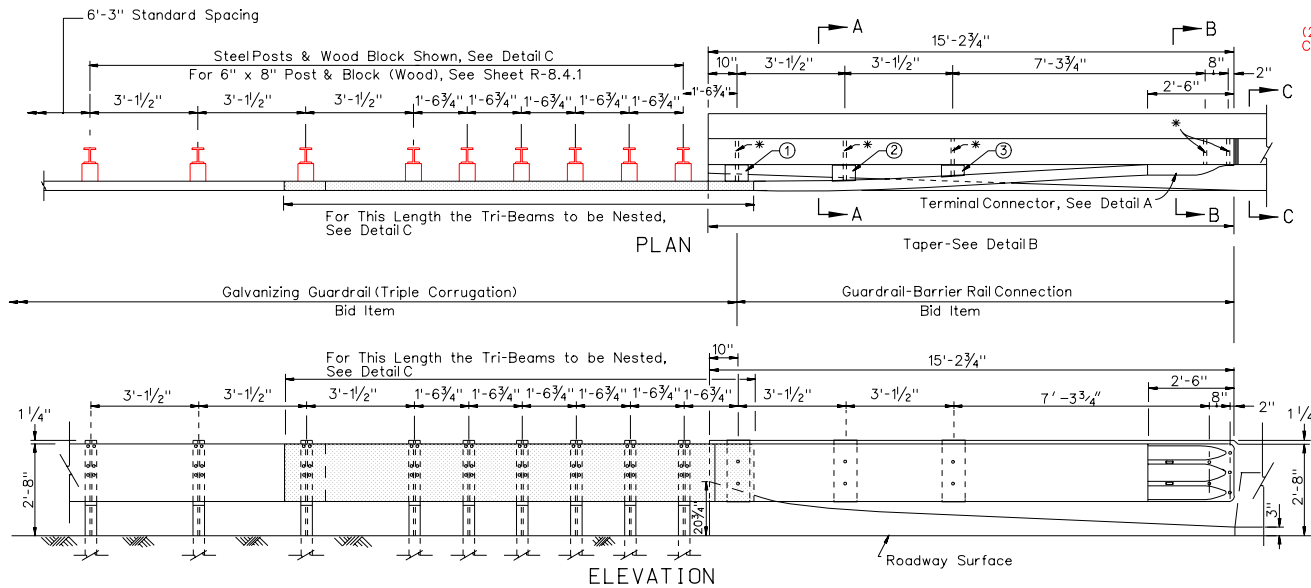 6'-3" Standard Spacing
Steel Posts & Wood Block Shown, See Detail C
For 6" x 8" Post & Block (Wood), See Sheet R-8.4.1
3'-1½" 3'-1½" 3'-1½" 1'-6¾" 1'-6¾" 1'-6¾" 1'-6¾" 1'-6¾" 1'-6¾"
A B
15'-2¾"
10" 3'-1½" 3'-1½" 7'-3¾" 8" 2"
2'-6" C
(2
C
* 1 * 2 * 3 *
For This Length the Tri-Beams to be Nested,
See Detail C
Terminal Connector, See Detail A
A B C
PLAN
Taper-See Detail B
Galvanizing Guardrail (Triple Corrugation)
Bid Item
Guardrail-Barrier Rail Connection
Bid Item
For This Length the Tri-Beams to be Nested,
See Detail C
10" 15'-2¾"
2'-6"
3'-1½" 3'-1½" 3'-1½" 1'-6¾" 1'-6¾" 1'-6¾" 1'-6¾" 1'-6¾" 3'-1½" 3'-1½" 7'-3¾" 8" 2"
1¼" 1¼
2'-8" 20¾" 2'-8" 3"
Roadway Surface
ELEVATION